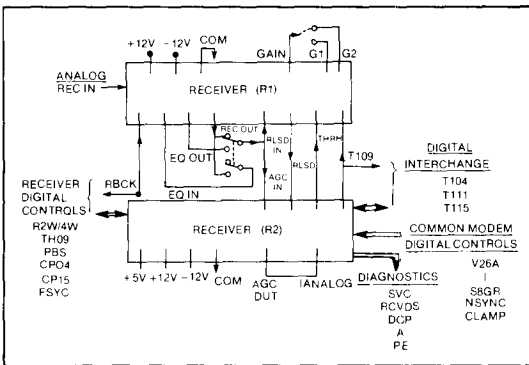 +12V -12V COM GAIN G1 G2
ANALOG
REC IN
RECEIVER (R1)
REC OUT
RLSD
IN
THRH
EQ OUT
RLSD
T109
DIGITAL
INTERCHANGE
T104
T111
T115
RECEIVER
DIGITAL
CONTROLS
R2W/4W
TH09
PBS
CPO4
CP15
FSYC
RBCK
EQ IN
AGC
IN
RECEIVER (R2)
COMMON MODEM
DIGITAL CONTROLS
V26A
I
S8GR
NSYNC
CLAMP
+5V +12V -12V COM
AGC
DUT
IANALOG
DIAGNOSTICS
SVC
RCVDS
DCP
A
PE